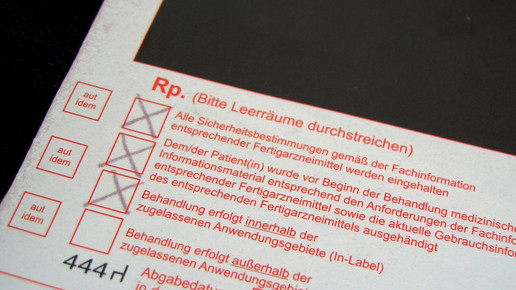 Rp. (Bitte Leerräume durchstreichen)
aut
idem
Alle Sicherheitsbestimmungen gemäß der Fachinformation
entsprechender Fertigarzneimittel werden eingehalten
aut
idem
Dem/der Patient(in) wurde vor Beginn der Behandlung medizinische
Informationsmaterial entsprechend den Anforderungen der Fachinfor
entsprechender Fertigarzneimittel sowie die aktuelle Gebrauchsinfor
des entsprechenden Fertigarzneimittels ausgehändigt
aut
idem
Behandlung erfolgt innerhalb der
zugelassenen Anwendungsgebiete (In-Label)
Behandlung erfolgt außerhalb der
zugelassenen Anwendungsgebiete
Abgabedatum